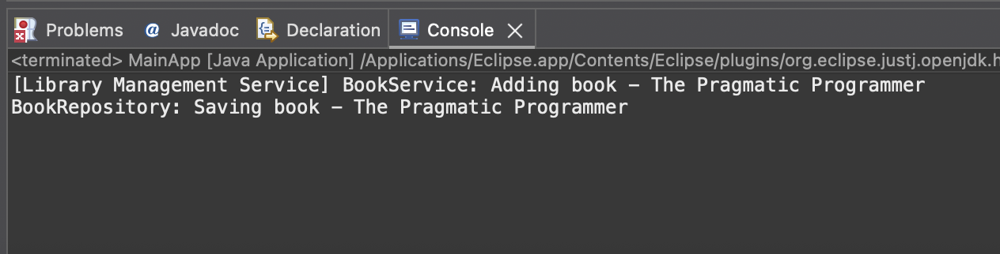 Problems @ Javadoc Declaration Console
<terminated> MainApp [Java Application] /Applications/Eclipse.app/Contents/Eclipse/plugins/org.eclipse.justj.openjdk.h
[Library Management Service] BookService: Adding book – The Pragmatic Programmer
BookRepository: Saving book – The Pragmatic Programmer